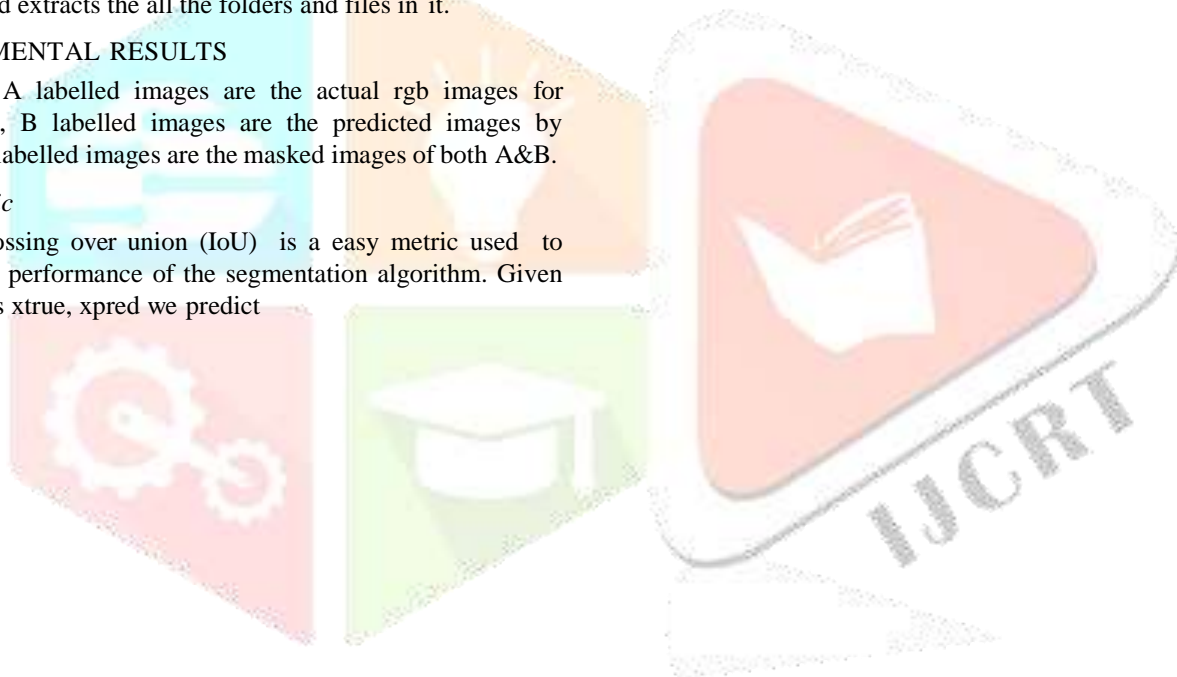 d extracts the all the folders and files in it.
MENTAL RESULTS
A labelled images are the actual rgb images for
, B labelled images are the predicted images by
labelled images are the masked images of both A&B.
ic
ossing over union (IoU) is a easy metric used to
performance of the segmentation algorithm. Given
s xtrue, xpred we predict
IJCRT